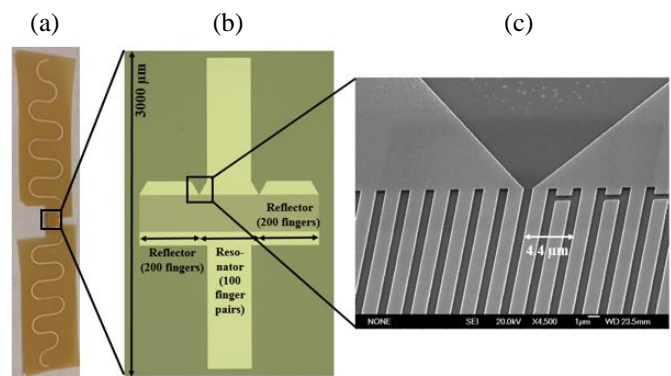 (a)
(b)
(c)
3000 µm
Reflector
(200 fingers)
Reflector
(200 fingers)
Reso-
nator
(100
finger
pairs)
4.4 µm
NONE SEI 20.0kV X4,500 1µm WD 23.5mm